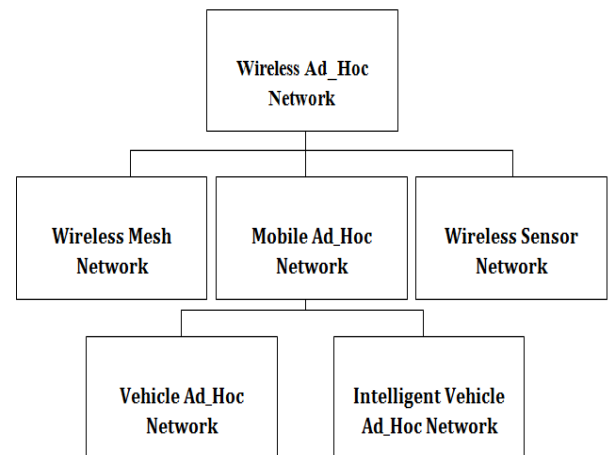 Wireless Ad_Hoc
Network
Wireless Mesh
Network
Mobile Ad_Hoc
Network
Wireless Sensor
Network
Vehicle Ad_Hoc
Network
Intelligent Vehicle
Ad_Hoc Network